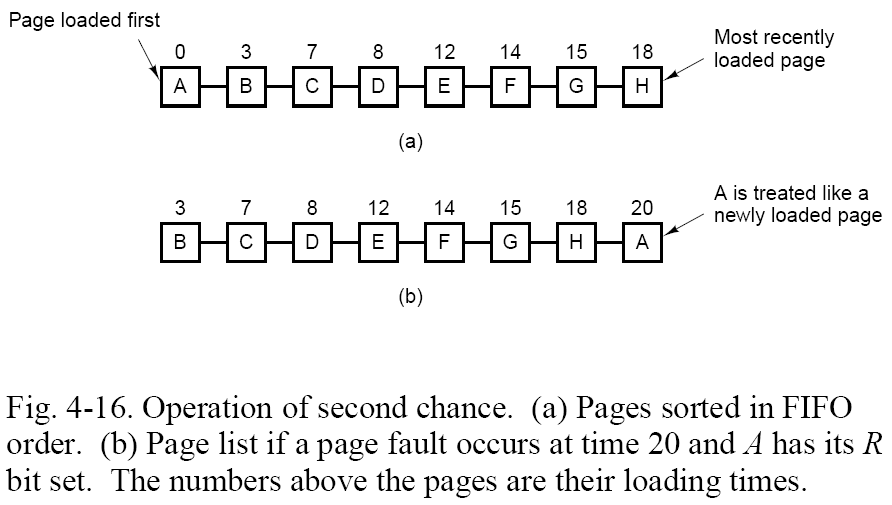 Page loaded first
0 3 7 8 12 14 15 18
Most recently
loaded page
A B C D E F G H
(a)
3 7 8 12 14 15 18 20
A is treated like a
newly loaded page
B C D E F G H A
(b)
Fig. 4-16. Operation of second chance. (a) Pages sorted in FIFO
order. (b) Page list if a page fault occurs at time 20 and A has its R
bit set. The numbers above the pages are their loading times.